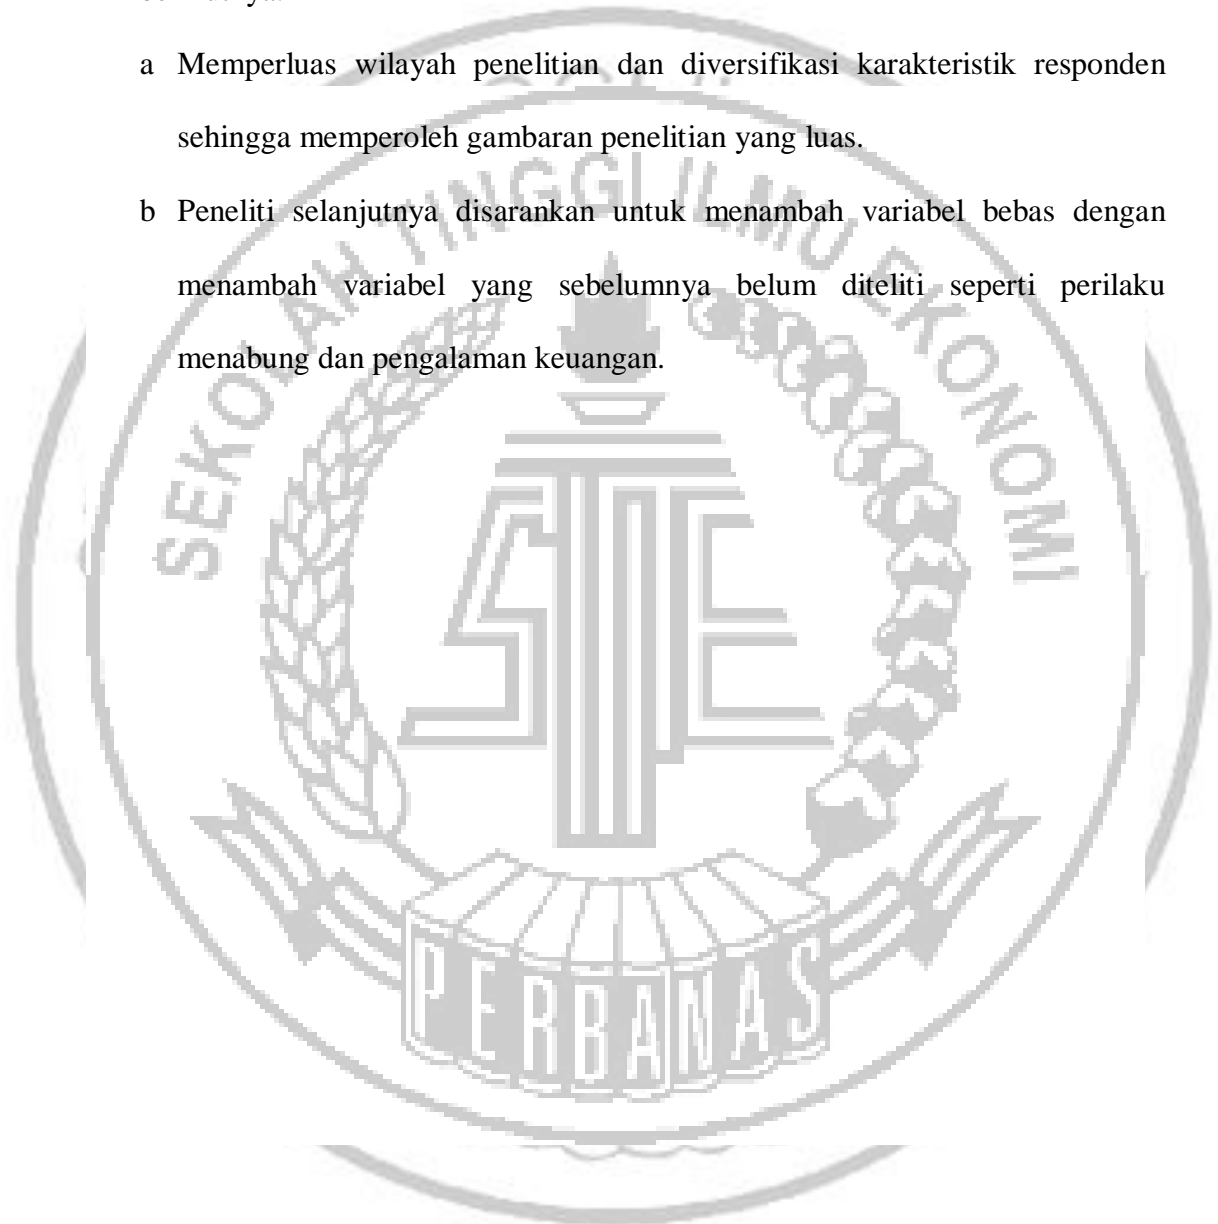 a Memperluas wilayah penelitian dan diversifikasi karakteristik responden
sehingga memperoleh gambaran penelitian yang luas.
b Peneliti selanjutnya disarankan untuk menambah variabel bebas dengan
menambah variabel yang sebelumnya belum diteliti seperti perilaku
menabung dan pengalaman keuangan.
SEKOLAH TINGGI ILMU EKONOMI
STIE
PERBANAS